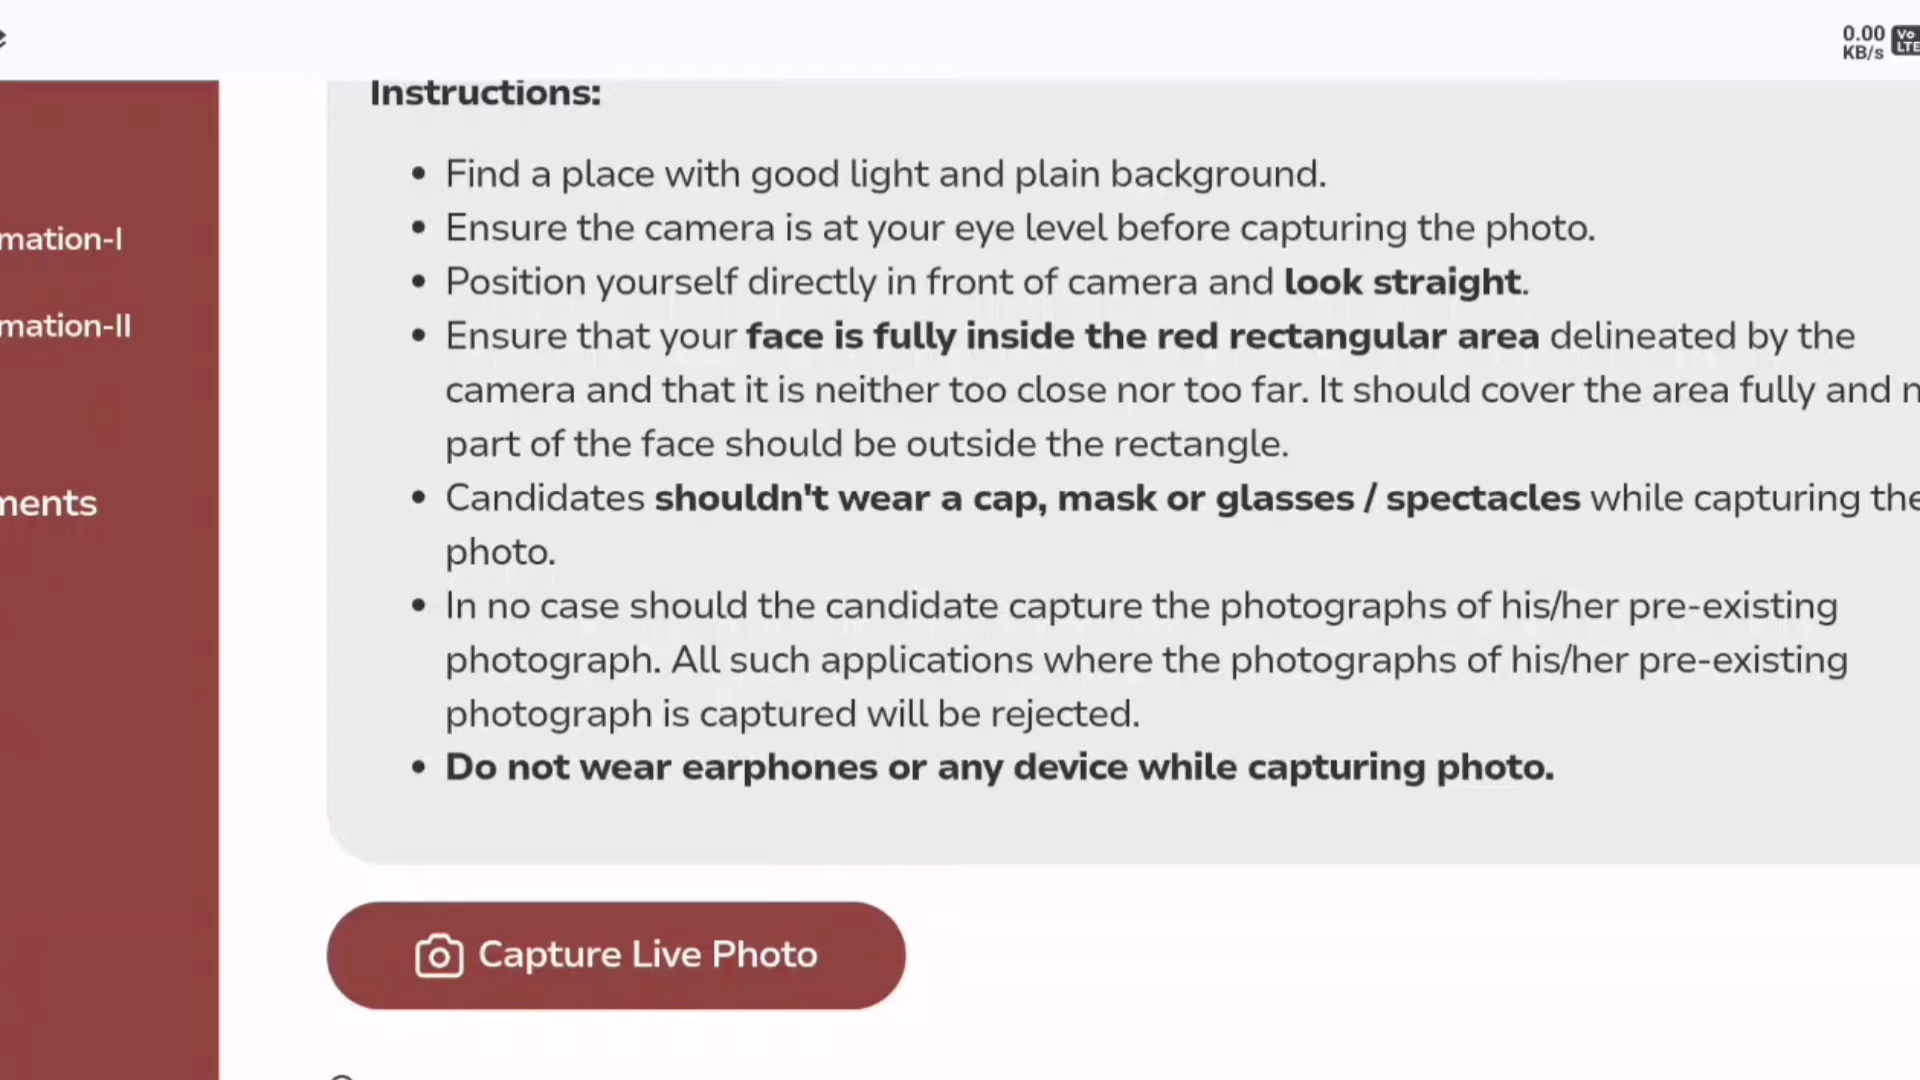 0.00
KB/s
Vo
LTE
Instructions:
mation-I
mation-II
ments
Find a place with good light and plain background.
Ensure the camera is at your eye level before capturing the photo.
Position yourself directly in front of camera and look straight.
Ensure that your face is fully inside the red rectangular area delineated by the
camera and that it is neither too close nor too far. It should cover the area fully and n
part of the face should be outside the rectangle.
Candidates shouldn't wear a cap, mask or glasses / spectacles while capturing the
photo.
In no case should the candidate capture the photographs of his/her pre-existing
photograph. All such applications where the photographs of his/her pre-existing
photograph is captured will be rejected.
Do not wear earphones or any device while capturing photo.
Capture Live Photo